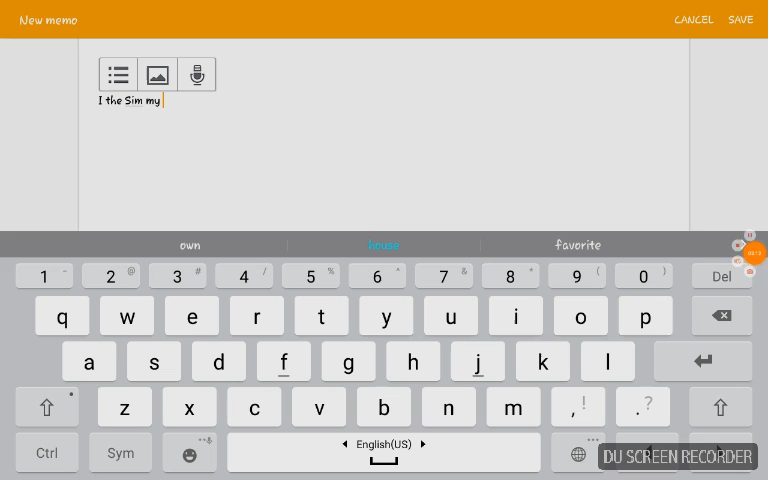 New memo CANCEL SAVE
I the Sim my
own house favorite
1 - 2 @ 3 # 4 / 5 % 6 ^ 7 & 8 * 9 ( 0 ) Del
q w e r t y u i o p
a s d f g h j k l
z x c v b n m , ! . ?
Ctrl Sym English(US)
DU SCREEN RECORDER